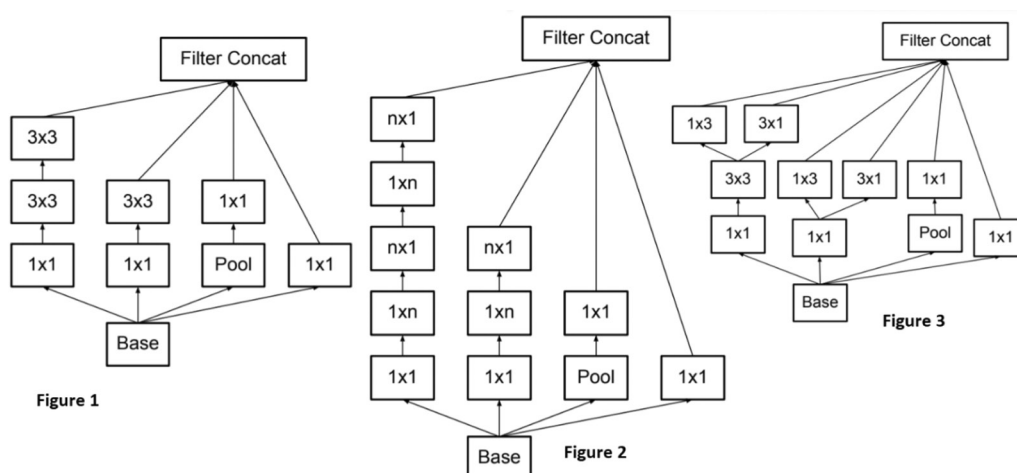 Filter Concat
3x3
3x3 3x3 1x1
1x1 1x1 Pool 1x1
Base
Figure 1
Filter Concat
nx1
1xn
nx1 nx1
1xn 1xn 1x1
1x1 1x1 Pool 1x1
Base
Figure 2
Filter Concat
1x3 3x1
3x3 1x3 3x1 1x1
1x1 1x1 Pool 1x1
Base
Figure 3